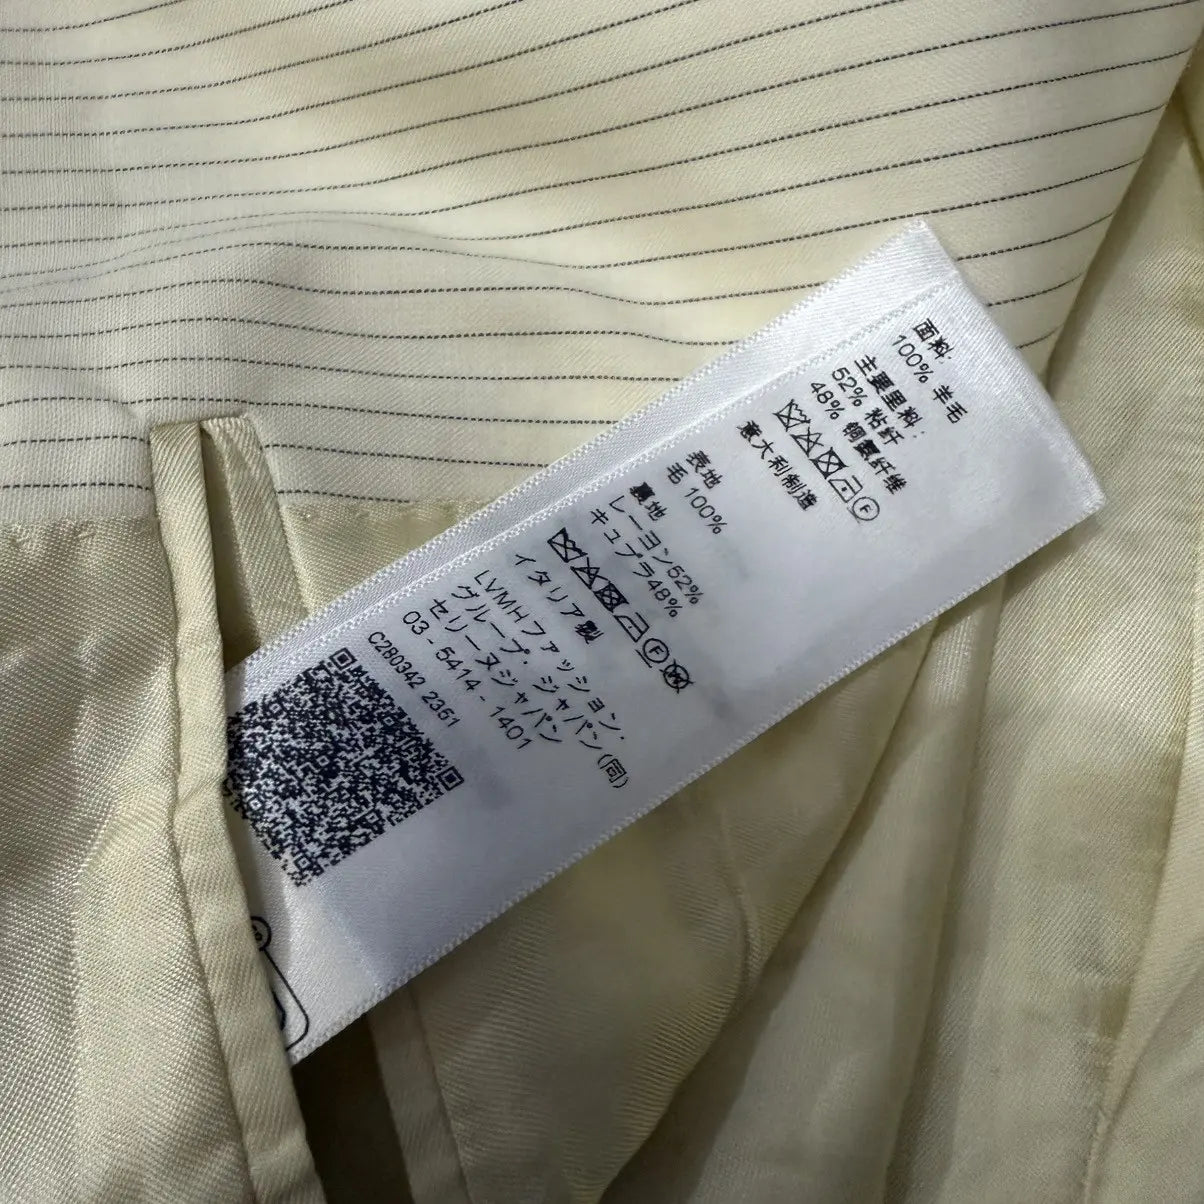 面料:
100% 羊毛
主要里料:
52% 粘纤
48% 铜氨纤维
意大利制造
表地
毛 100%
裏地
レーヨン52%
キュプラ48%
イタリア製
LVMHファッション・
グループ・ジャパン(同)
セリーヌジャパン
03 - 5414 - 1401
C280342 2351